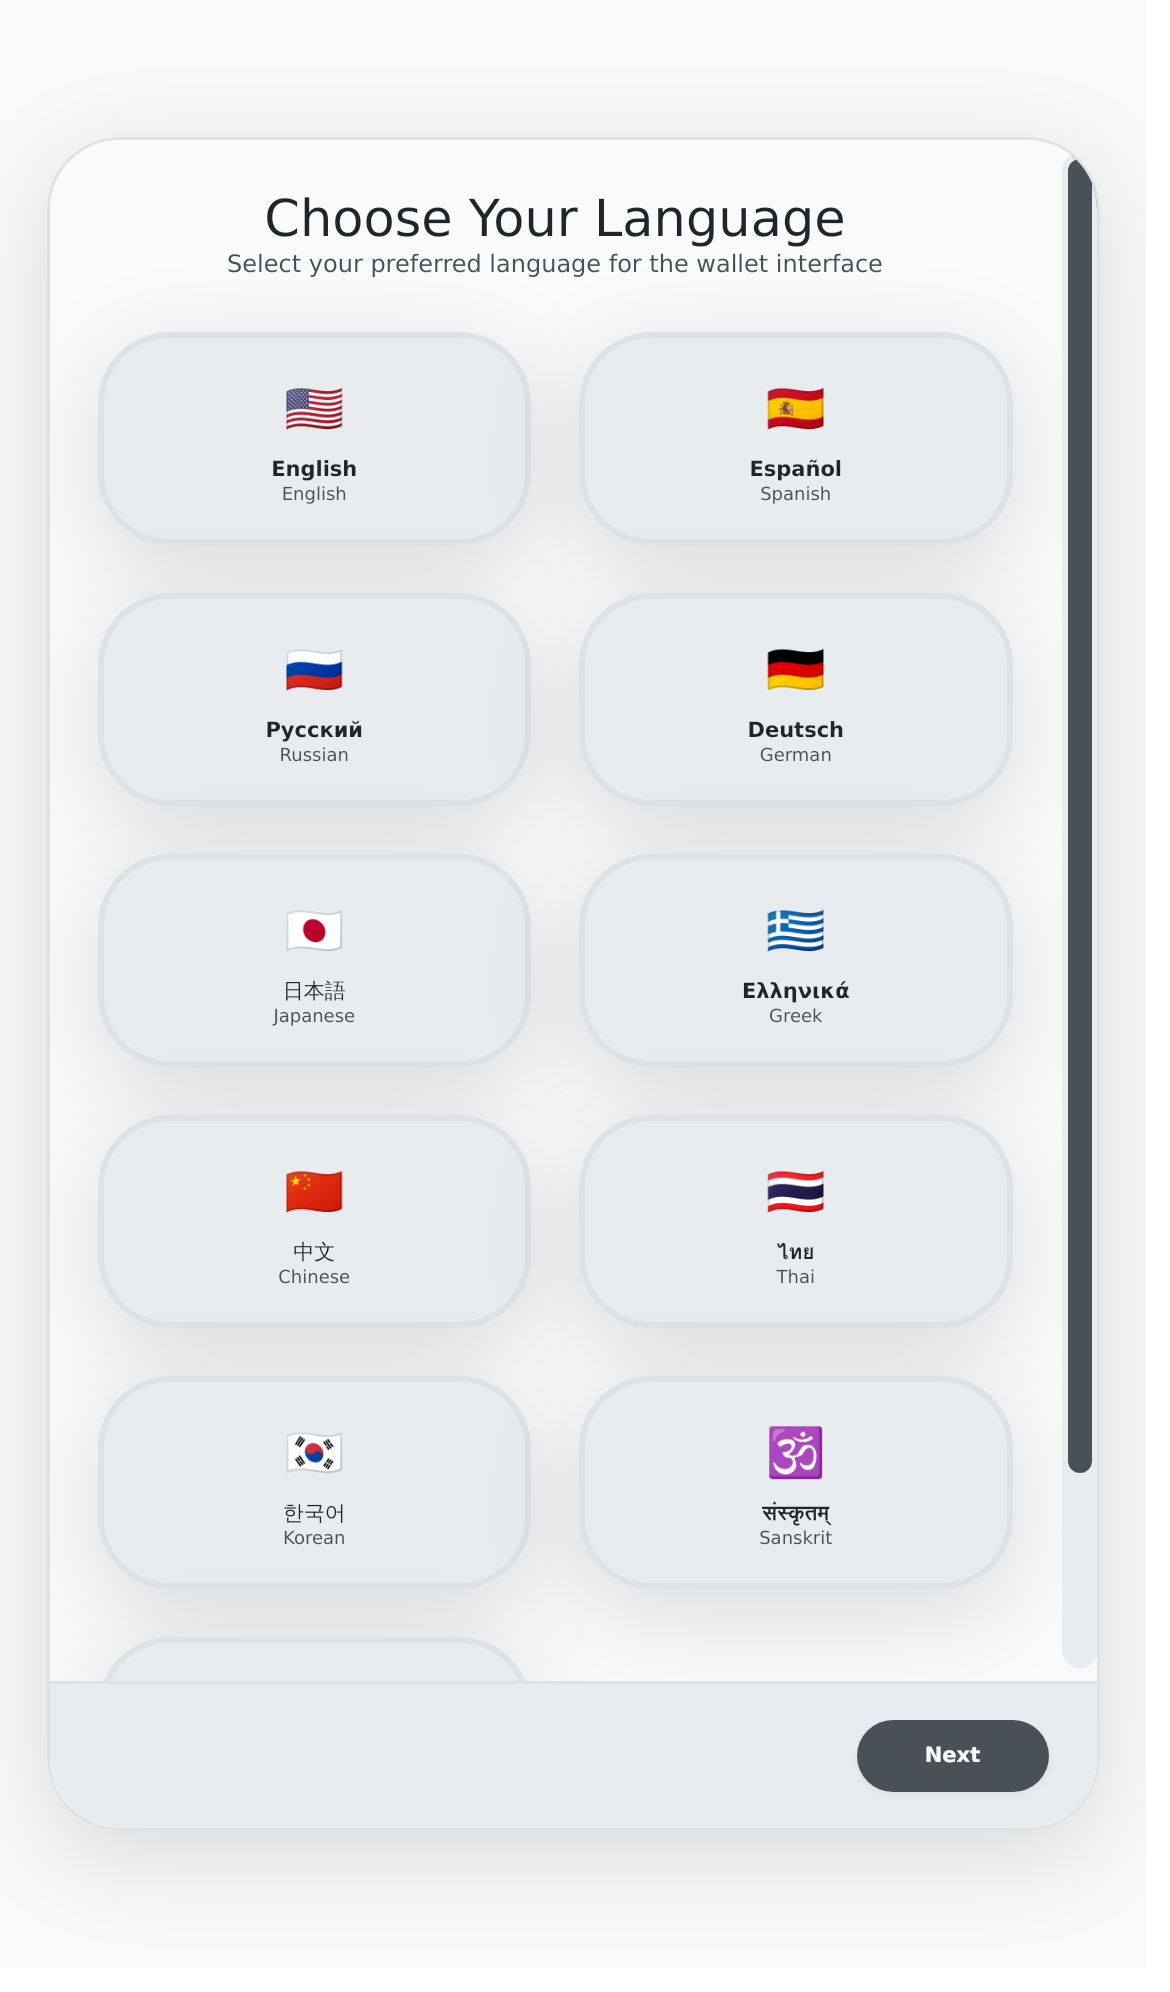 Choose Your Language
Select your preferred language for the wallet interface
English
English
Español
Spanish
Русский
Russian
Deutsch
German
日本語
Japanese
Ελληνικά
Greek
中文
Chinese
ไทย
Thai
한국어
Korean
ॐ
संस्कृतम्
Sanskrit
Next